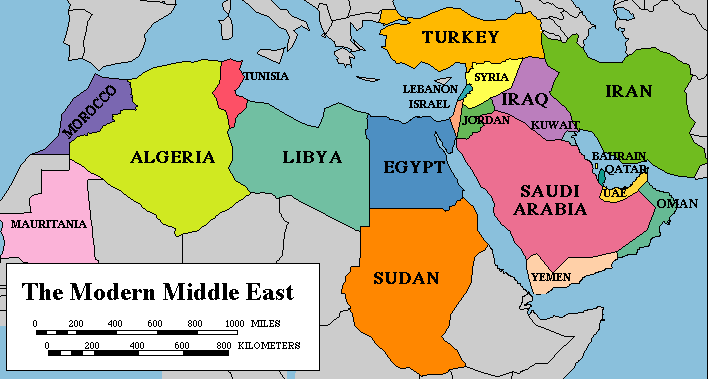 TURKEY
TUNISIA
SYRIA
LEBANON
ISRAEL
IRAQ
IRAN
MOROCCO
JORDAN
KUWAIT
ALGERIA
LIBYA
EGYPT
BAHRAIN
QATAR
SAUDI
ARABIA
UAE
OMAN
MAURITANIA
SUDAN
YEMEN
The Modern Middle East
0 200 400 600 800 1000 MILES
0 200 400 600 800 KILOMETERS